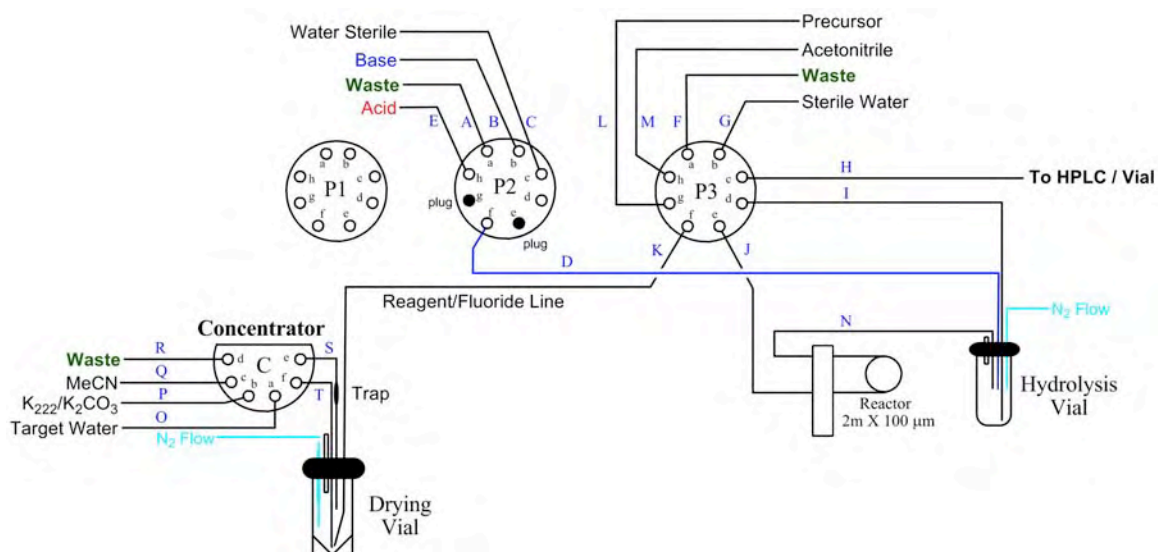 Water Sterile
Base
Waste
Acid
E
A
B
C
Precursor
Acetonitrile
Waste
Sterile Water
L
M
F
G
P1
a
b
c
d
e
f
g
h
P2
a
b
c
d
e
f
g
h
plug
plug
P3
a
b
c
d
e
f
g
h
H
To HPLC / Vial
I
K
J
D
Reagent/Fluoride Line
N
N2 Flow
Concentrator
Waste
R
MeCN
Q
K222/K2CO3
P
Target Water
O
d
c
b
a
e
f
C
S
T
Trap
N2 Flow
Drying
Vial
Reactor
2m X 100 μm
Hydrolysis
Vial